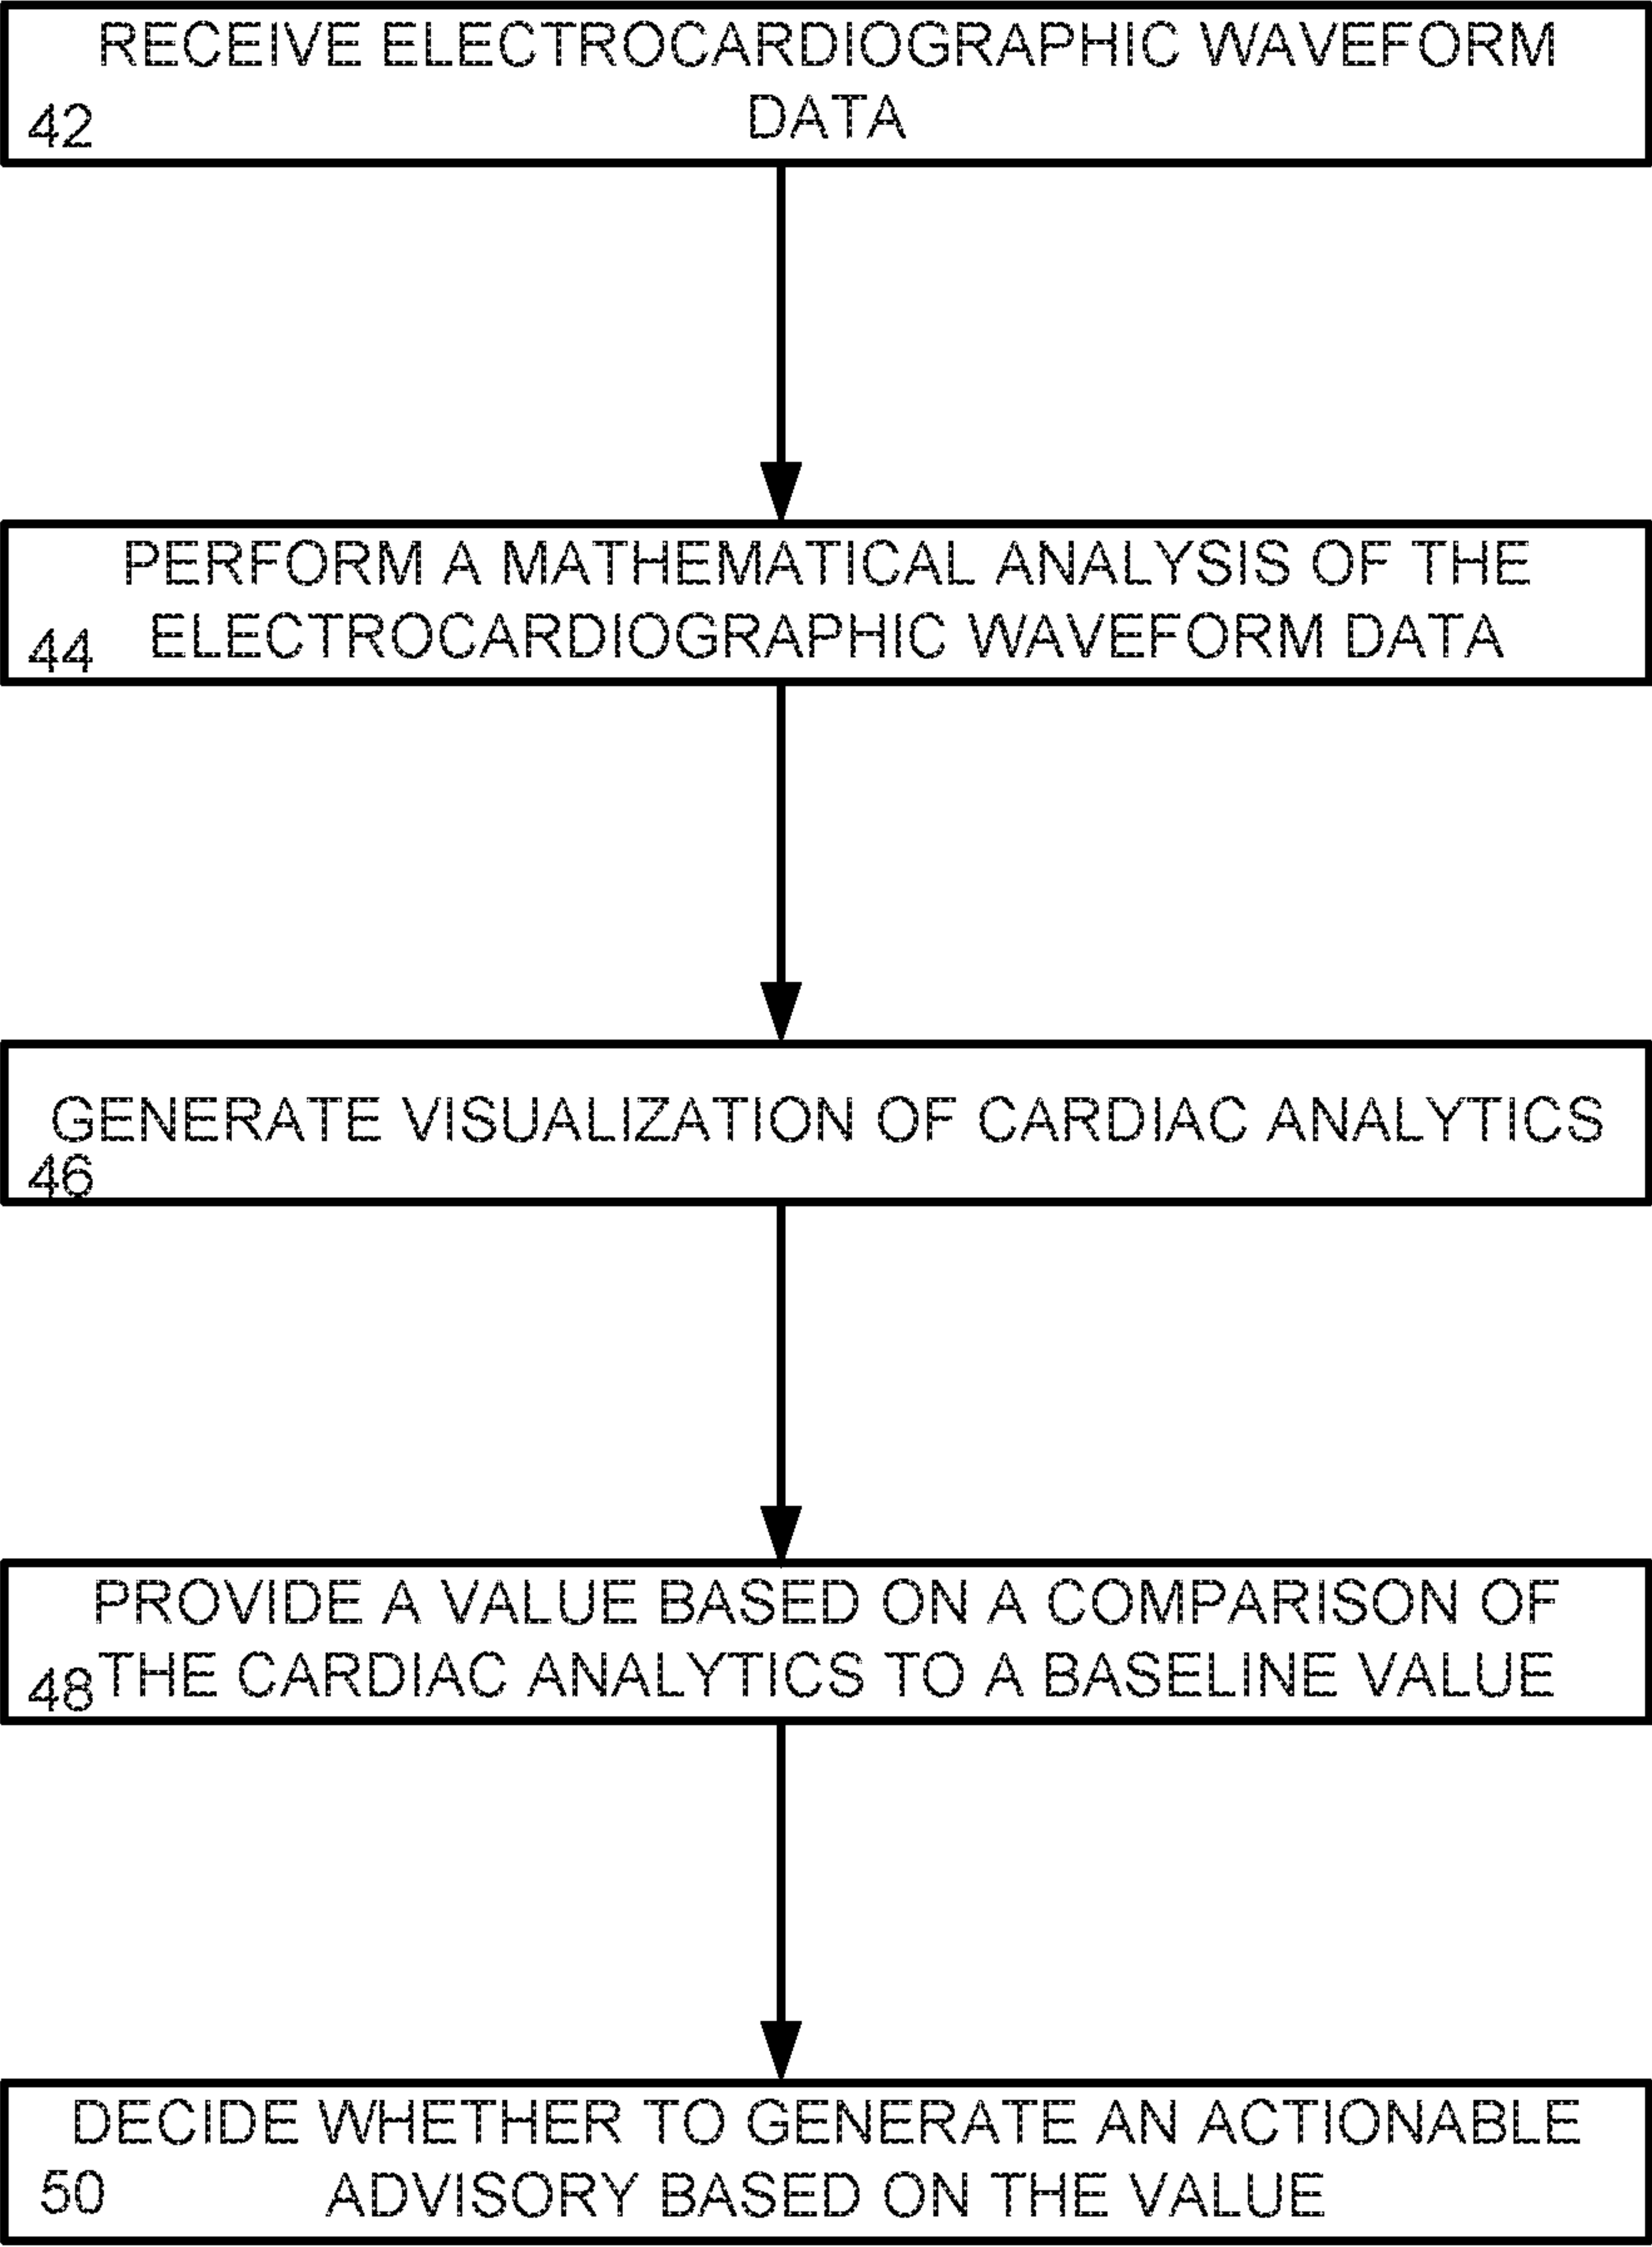 RECEIVE ELECTROCARDIOGRAPHIC WAVEFORM
DATA
42
PERFORM A MATHEMATICAL ANALYSIS OF THE
ELECTROCARDIOGRAPHIC WAVEFORM DATA
44
GENERATE VISUALIZATION OF CARDIAC ANALYTICS
46
PROVIDE A VALUE BASED ON A COMPARISON OF
THE CARDIAC ANALYTICS TO A BASELINE VALUE
48
DECIDE WHETHER TO GENERATE AN ACTIONABLE
ADVISORY BASED ON THE VALUE
50